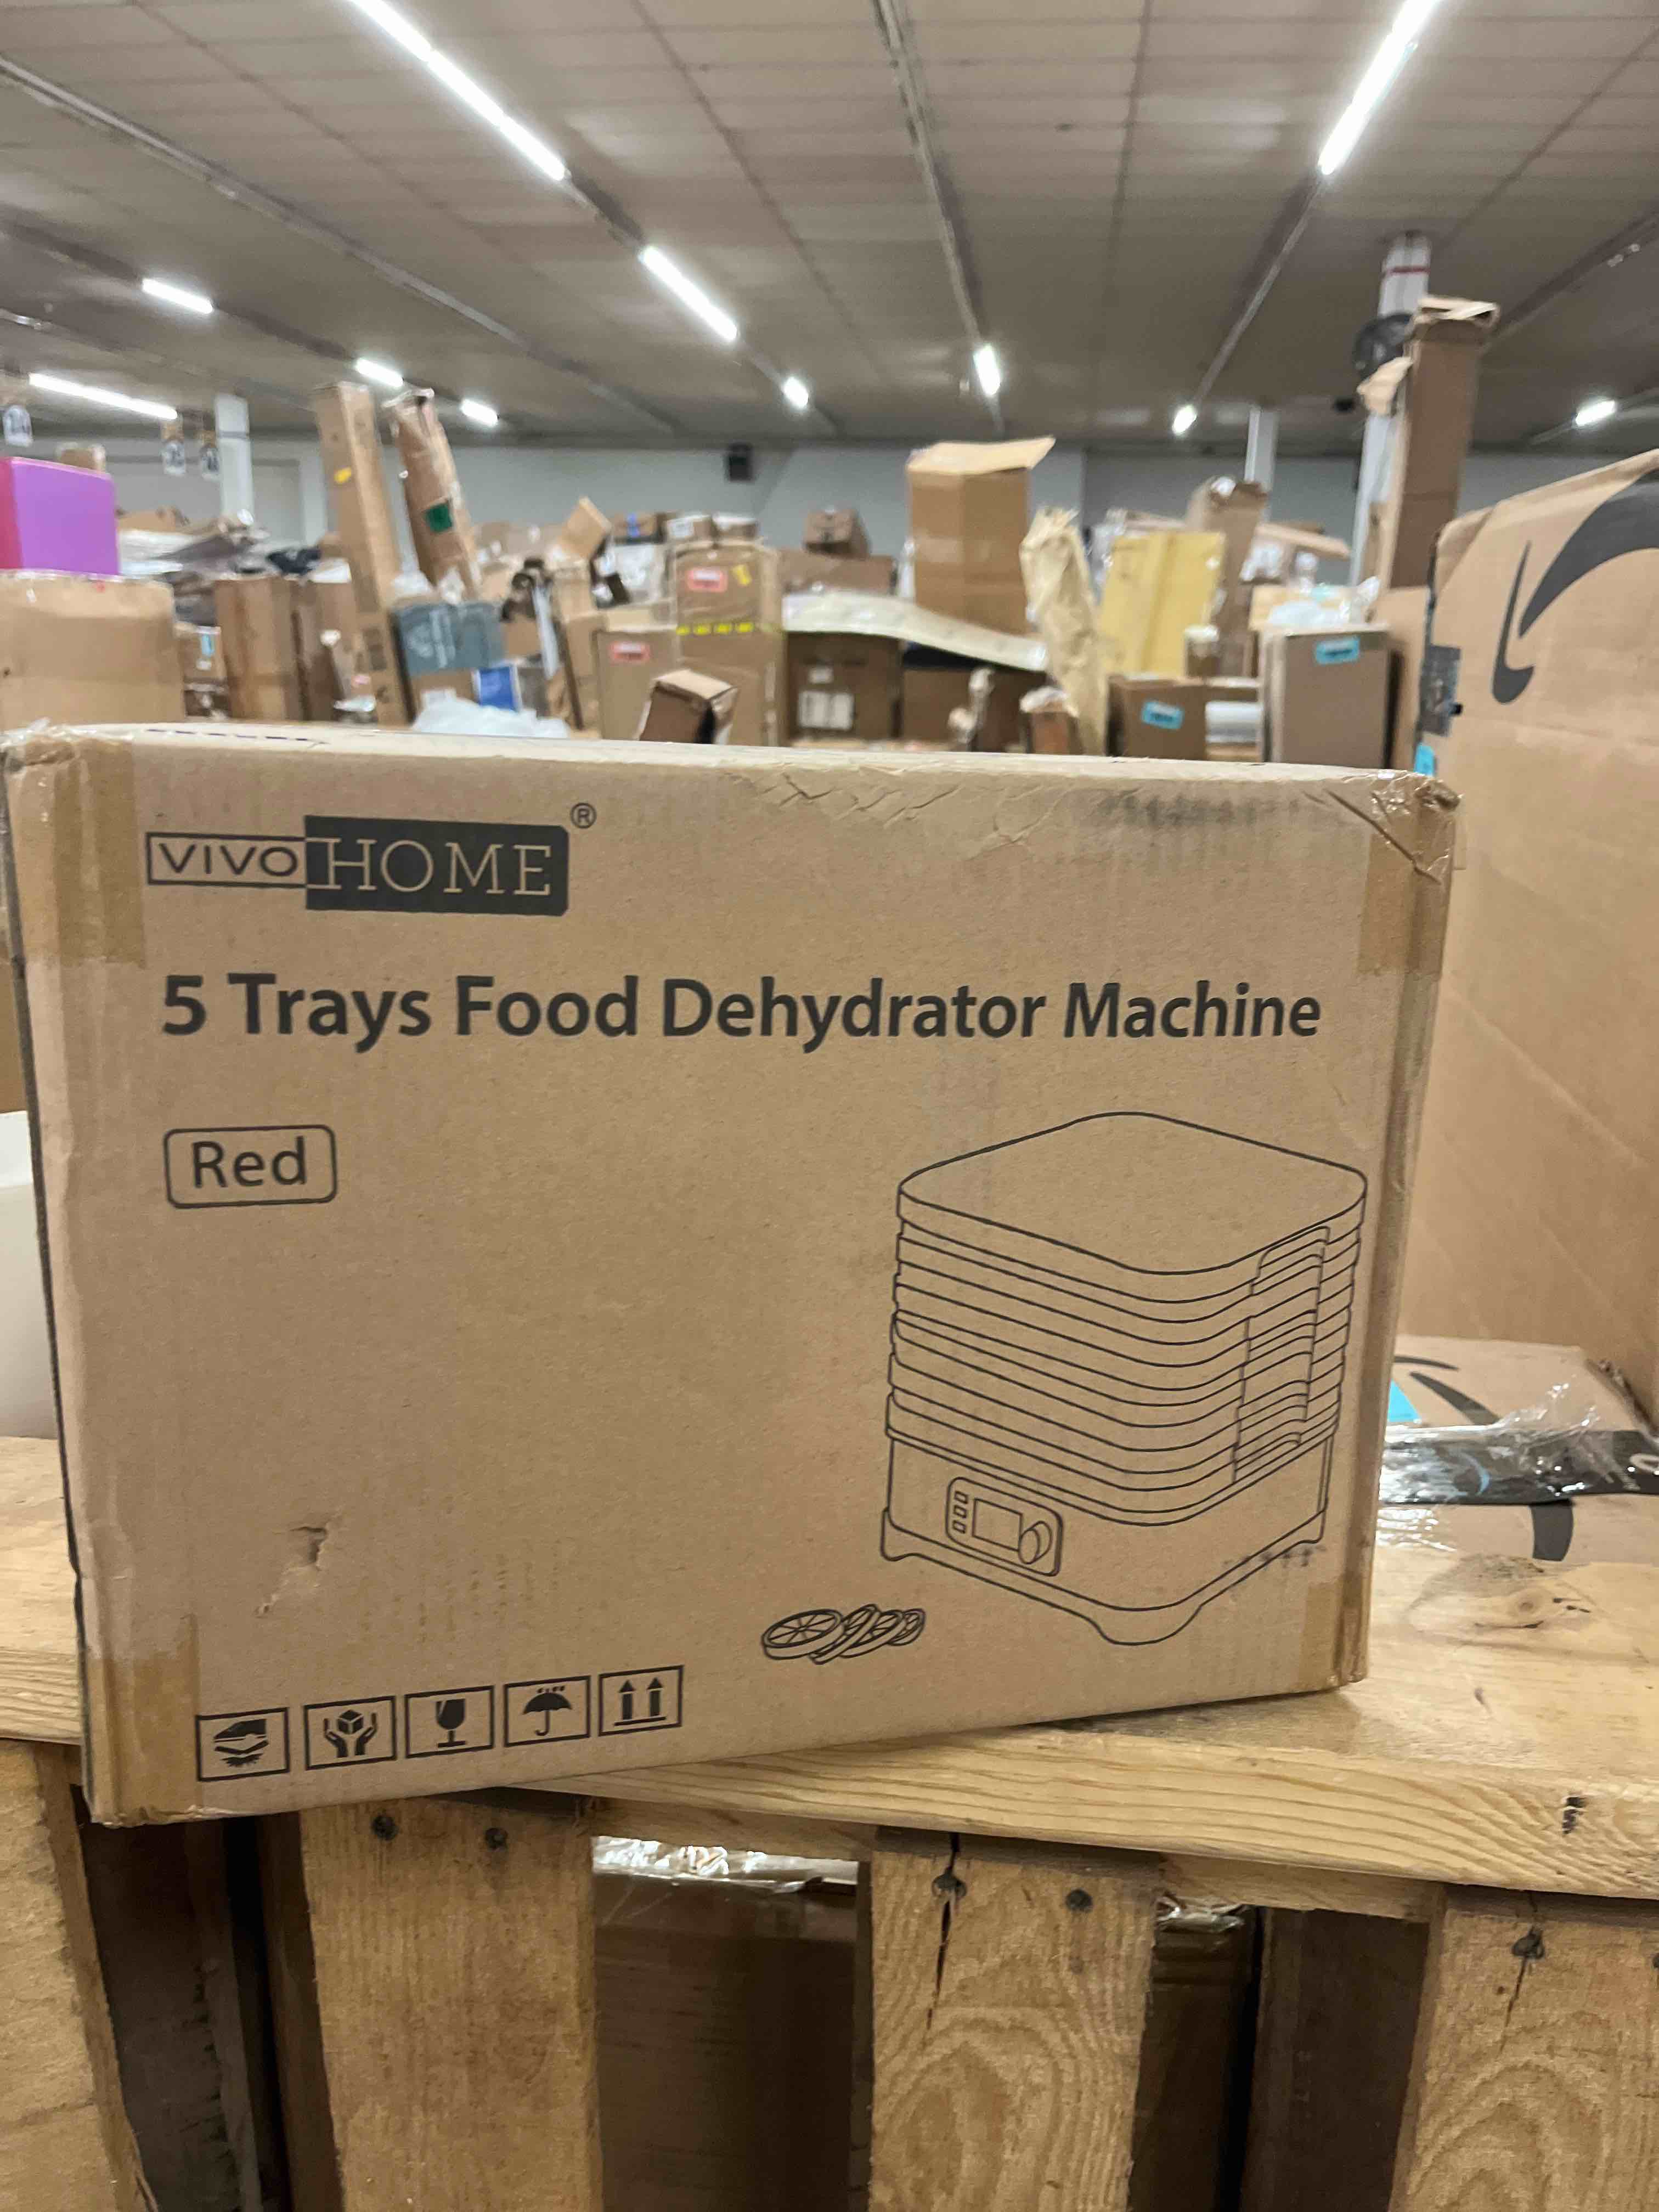 VIVO HOME®
5 Trays Food Dehydrator Machine
Red